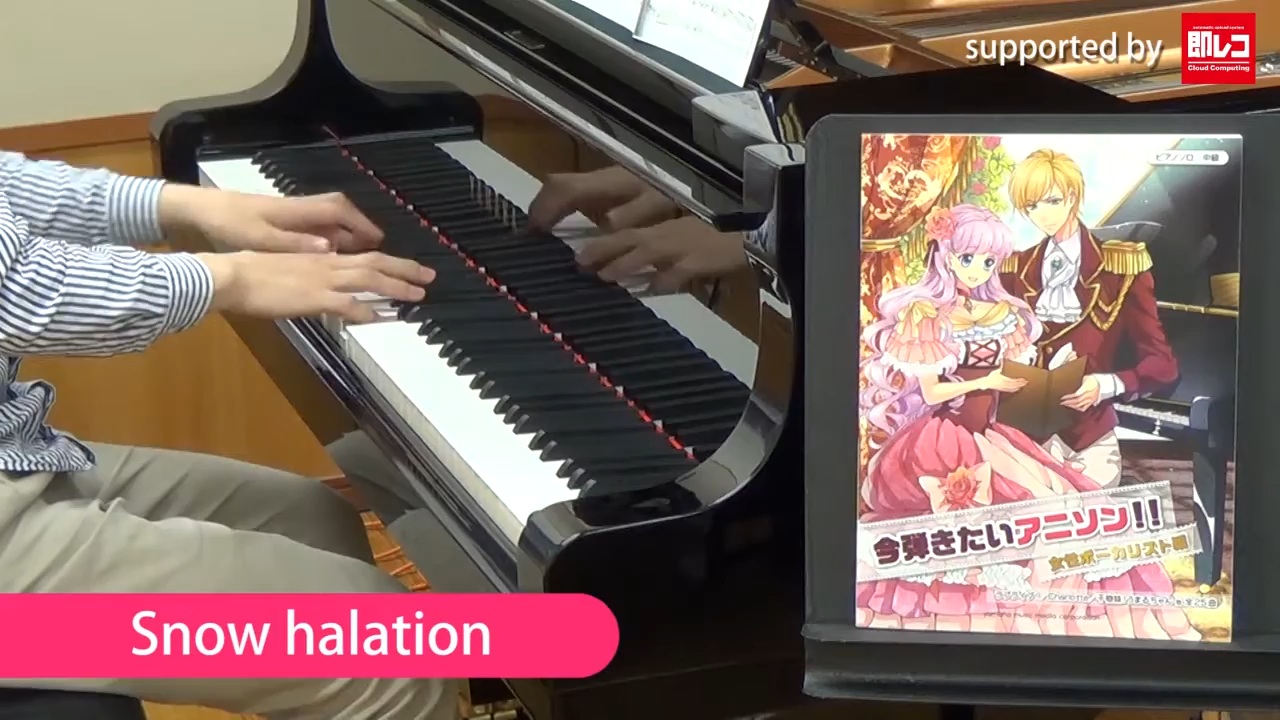 supported by
即レコ
Cloud Computing
ピアノソロ 中級
今弾きたいアニソン!!
女性ボーカリスト編
Snow halation